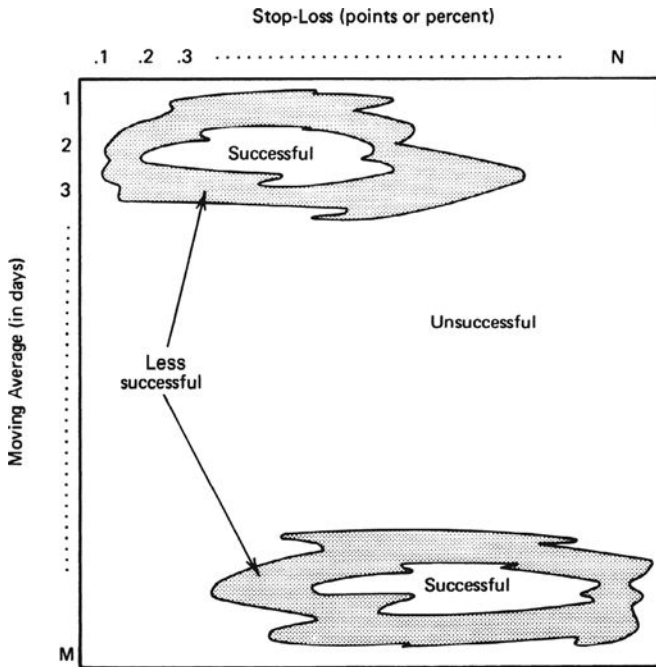 Stop-Loss (points or percent)
.1 .2 .3 ........................................ N
1
2
3
M
Moving Average (in days)
Successful
Unsuccessful
Less
successful
Successful